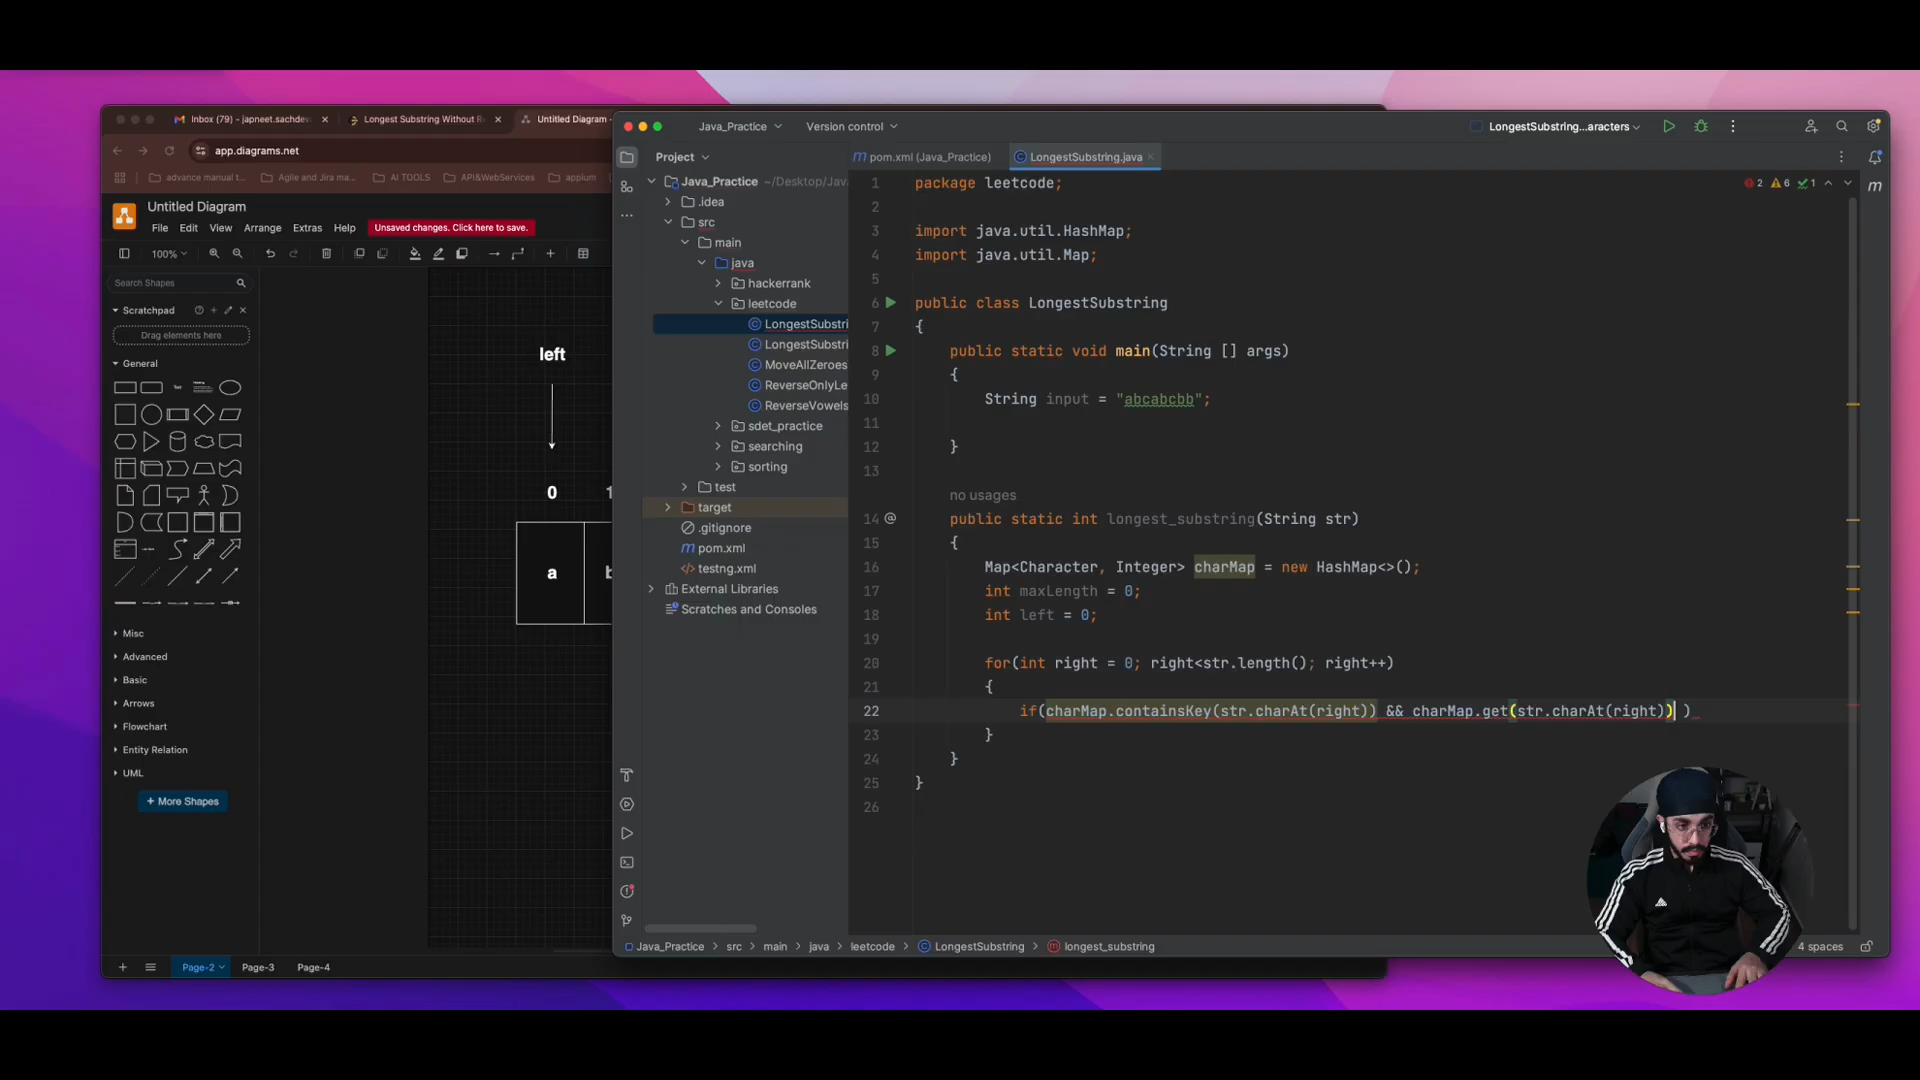 Inbox (79) - japneet.sachdev
Longest Substring Without R
Untitled Diagram -
app.diagrams.net
advance manual t...
Agile and Jira ma...
AI TOOLS
API&WebServices
appium
Untitled Diagram
File Edit View Arrange Extras Help
Unsaved changes. Click here to save.
100%
Search Shapes
Scratchpad
Drag elements here
General
Text
Misc
Advanced
Basic
Arrows
Flowchart
Entity Relation
UML
+ More Shapes
Page-2
Page-3
Page-4
left
0
1
a
b
Java_Practice
Version control
LongestSubstring...aracters
Project
Java_Practice ~/Desktop/Java
.idea
src
main
java
hackerrank
leetcode
LongestSubstri
LongestSubstri
MoveAllZeroes
ReverseOnlyLe
ReverseVowels
sdet_practice
searching
sorting
test
target
.gitignore
pom.xml
testng.xml
External Libraries
Scratches and Consoles
pom.xml (Java_Practice)
LongestSubstring.java
2 6 1
1 package leetcode;
2
3 import java.util.HashMap;
4 import java.util.Map;
5
6 public class LongestSubstring
7 {
8 public static void main(String [] args)
9 {
10 String input = "abcabcbb";
11
12 }
13
no usages
14 public static int longest_substring(String str)
15 {
16 Map<Character, Integer> charMap = new HashMap<>();
17 int maxLength = 0;
18 int left = 0;
19
20 for(int right = 0; right<str.length(); right++)
21 {
22 if(charMap.containsKey(str.charAt(right)) && charMap.get(str.charAt(right)) )
23 }
24 }
25 }
26
Java_Practice > src > main > java > leetcode > LongestSubstring > longest_substring
4 spaces